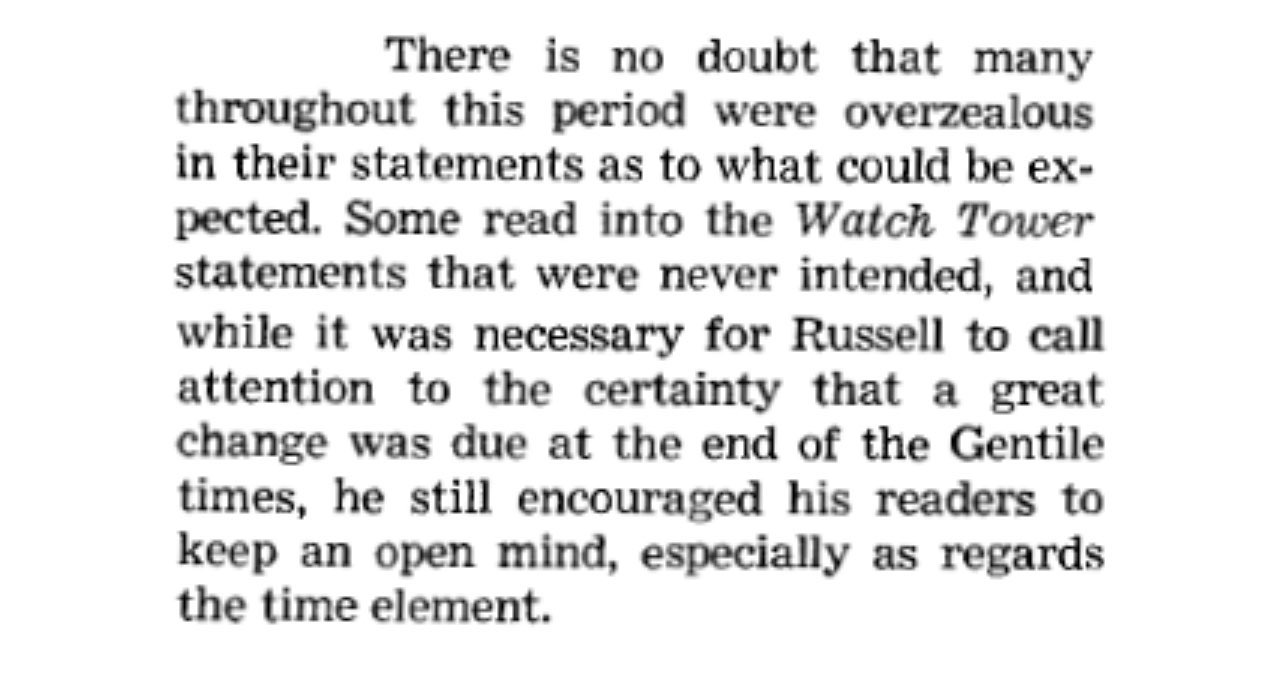 There is no doubt that many
throughout this period were overzealous
in their statements as to what could be ex-
pected. Some read into the Watch Tower
statements that were never intended, and
while it was necessary for Russell to call
attention to the certainty that a great
change was due at the end of the Gentile
times, he still encouraged his readers to
keep an open mind, especially as regards
the time element.